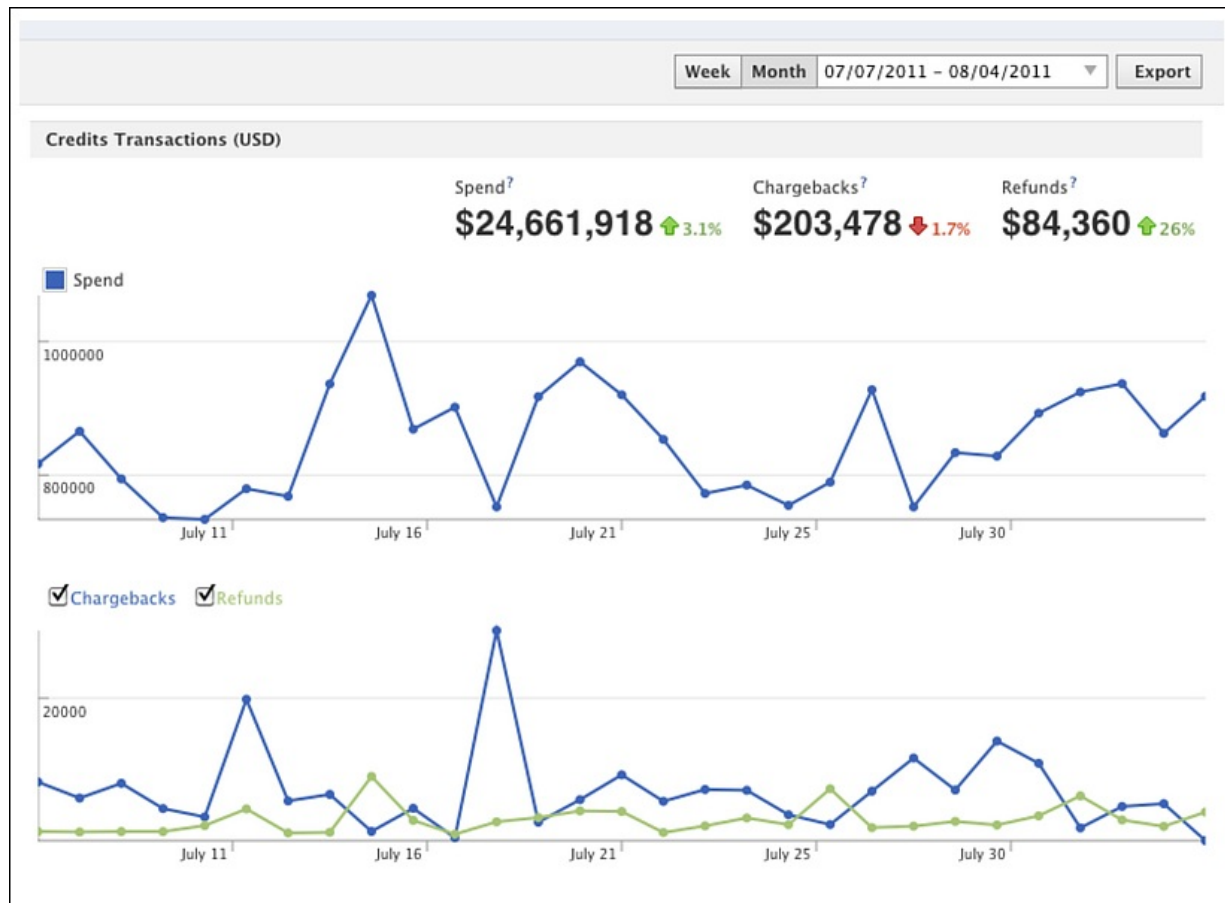 Week Month 07/07/2011 - 08/04/2011 Export
Credits Transactions (USD)
Spend? Chargebacks? Refunds?
$24,661,918 3.1% $203,478 1.7% $84,360 26%
Spend
1000000
800000
July 11 July 16 July 21 July 25 July 30
Chargebacks Refunds
20000
July 11 July 16 July 21 July 25 July 30